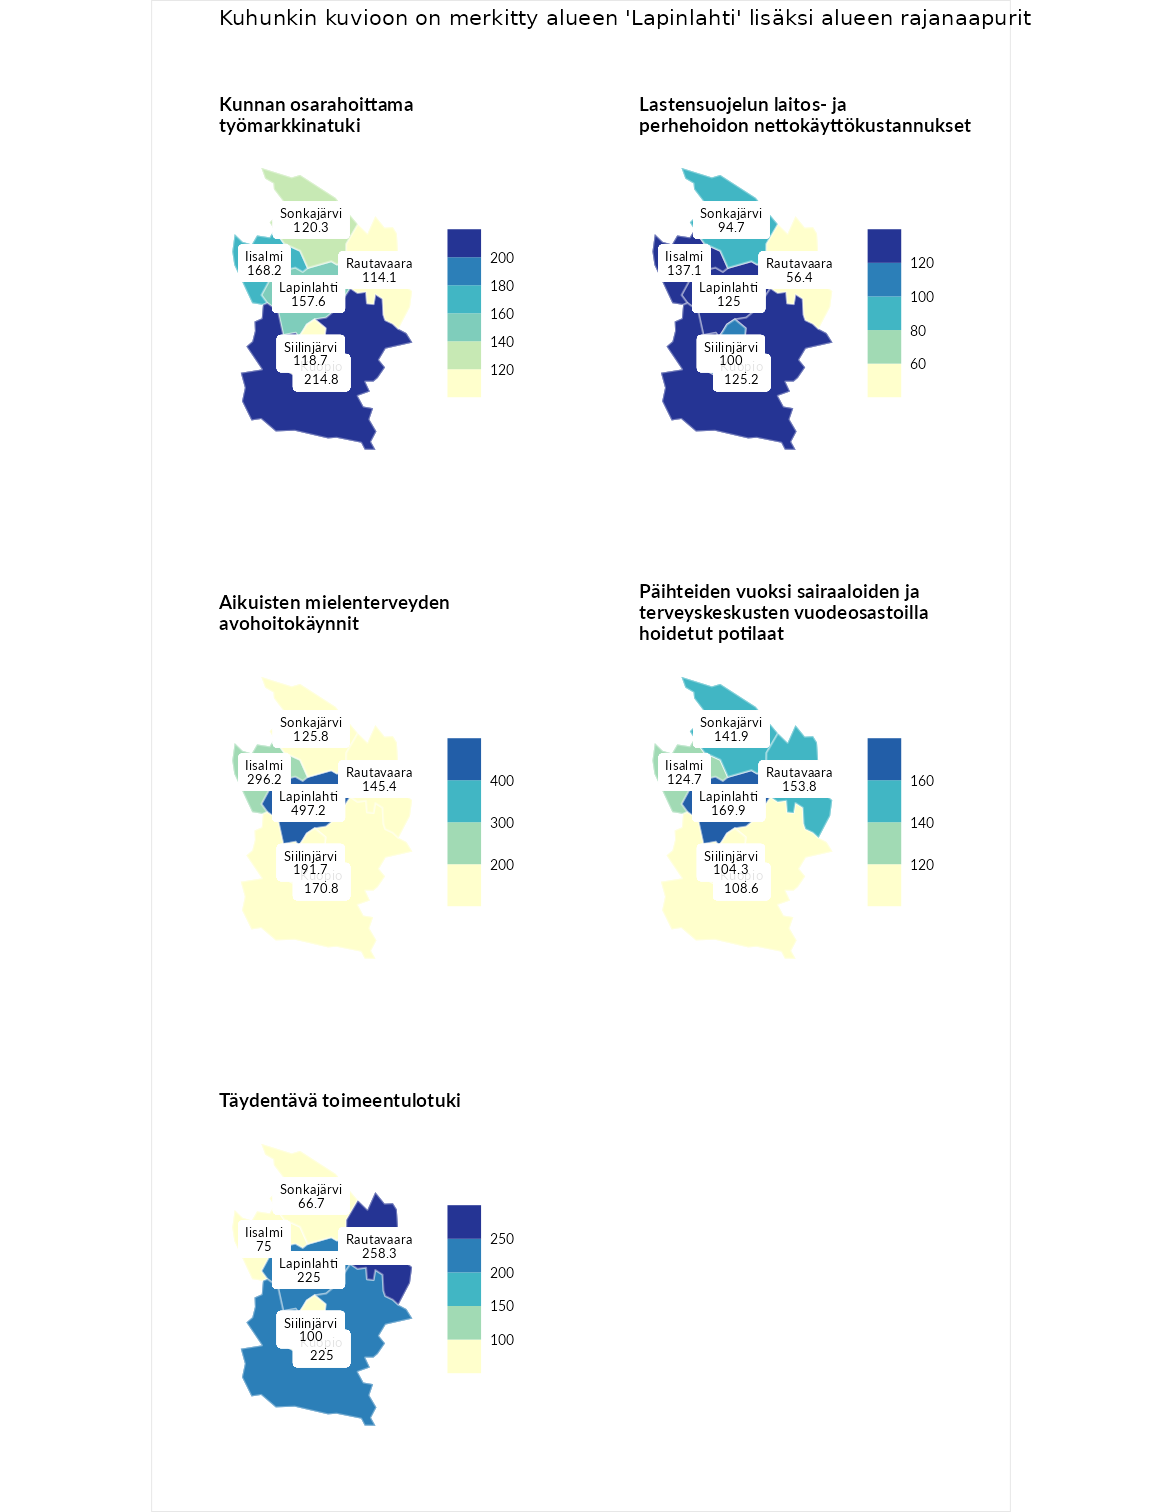 Kuhunkin kuvioon on merkitty alueen 'Lapinlahti' lisäksi alueen rajanaapurit
Kunnan osarahoittama
työmarkkinatuki
Sonkajärvi
120.3
Iisalmi
168.2
Rautavaara
114.1
Lapinlahti
157.6
Siilinjärvi
118.7
Kuopio
214.8
200
180
160
140
120
Lastensuojelun laitos- ja
perhehoidon nettokäyttökustannukset
Sonkajärvi
94.7
Iisalmi
137.1
Rautavaara
56.4
Lapinlahti
125
Siilinjärvi
100
Kuopio
125.2
120
100
80
60
Aikuisten mielenterveyden
avohoitokäynnit
Sonkajärvi
125.8
Iisalmi
296.2
Rautavaara
145.4
Lapinlahti
497.2
Siilinjärvi
191.7
Kuopio
170.8
400
300
200
Päihteiden vuoksi sairaaloiden ja
terveyskeskusten vuodeosastoilla
hoidetut potilaat
Sonkajärvi
141.9
Iisalmi
124.7
Rautavaara
153.8
Lapinlahti
169.9
Siilinjärvi
104.3
Kuopio
108.6
160
140
120
Täydentävä toimeentulotuki
Sonkajärvi
66.7
Iisalmi
75
Rautavaara
258.3
Lapinlahti
225
Siilinjärvi
100
Kuopio
225
250
200
150
100